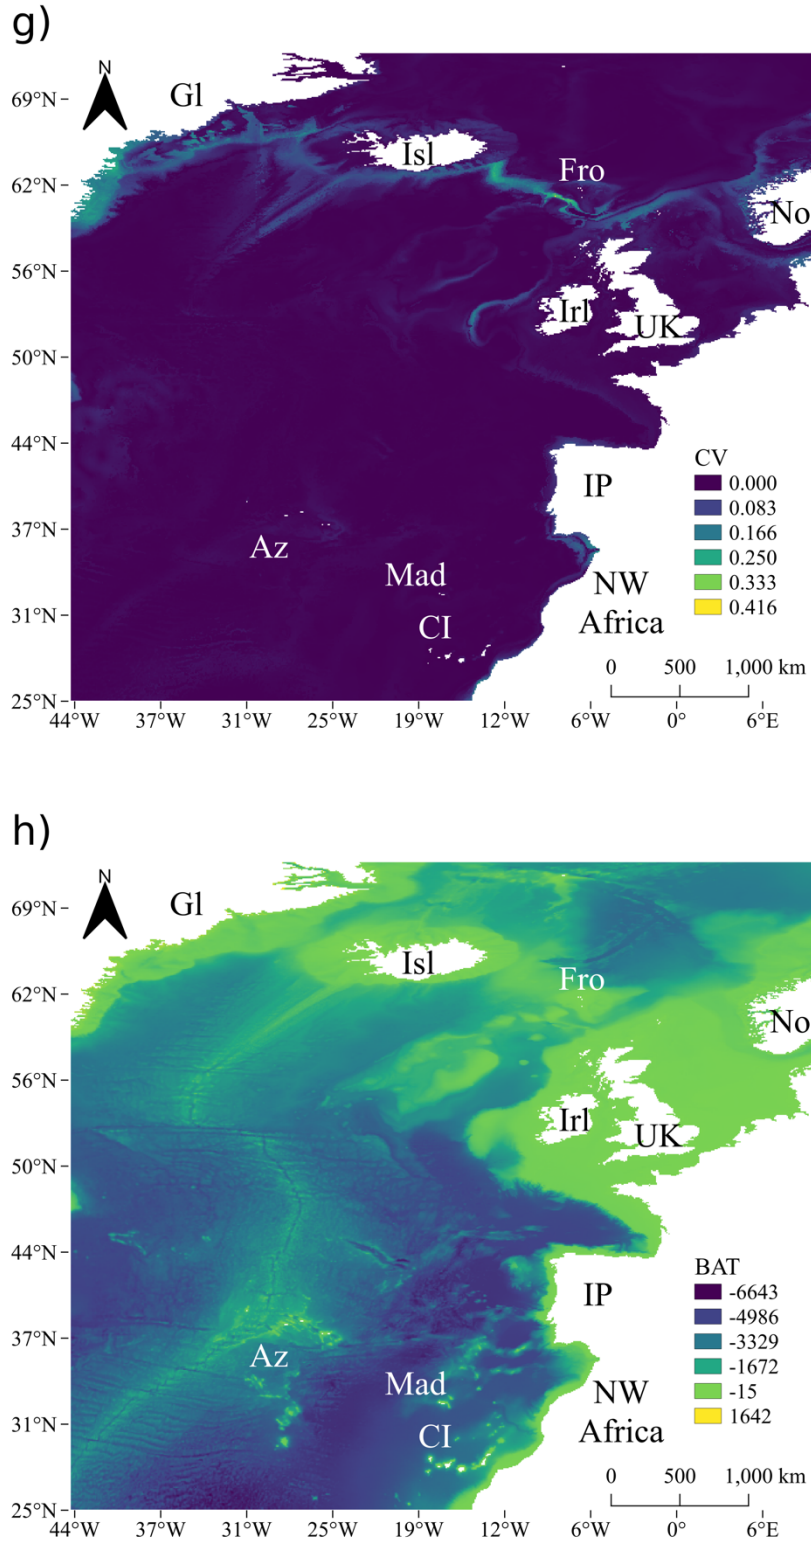 g)
N
69°N
Gl
Isl
62°N
Fro
No
56°N
Irl
UK
50°N
44°N
CV
IP
0.000
0.083
37°N
0.166
Az
0.250
Mad
NW
0.333
31°N
CI
Africa
0.416
0 500 1,000 km
25°N
44°W 37°W 31°W 25°W 19°W 12°W 6°W 0° 6°E
h)
N
69°N
Gl
Isl
62°N
Fro
No
56°N
Irl
UK
50°N
44°N
BAT
IP
-6643
-4986
37°N
-3329
Az
-1672
Mad
NW
-15
31°N
CI
Africa
1642
0 500 1,000 km
25°N
44°W 37°W 31°W 25°W 19°W 12°W 6°W 0° 6°E